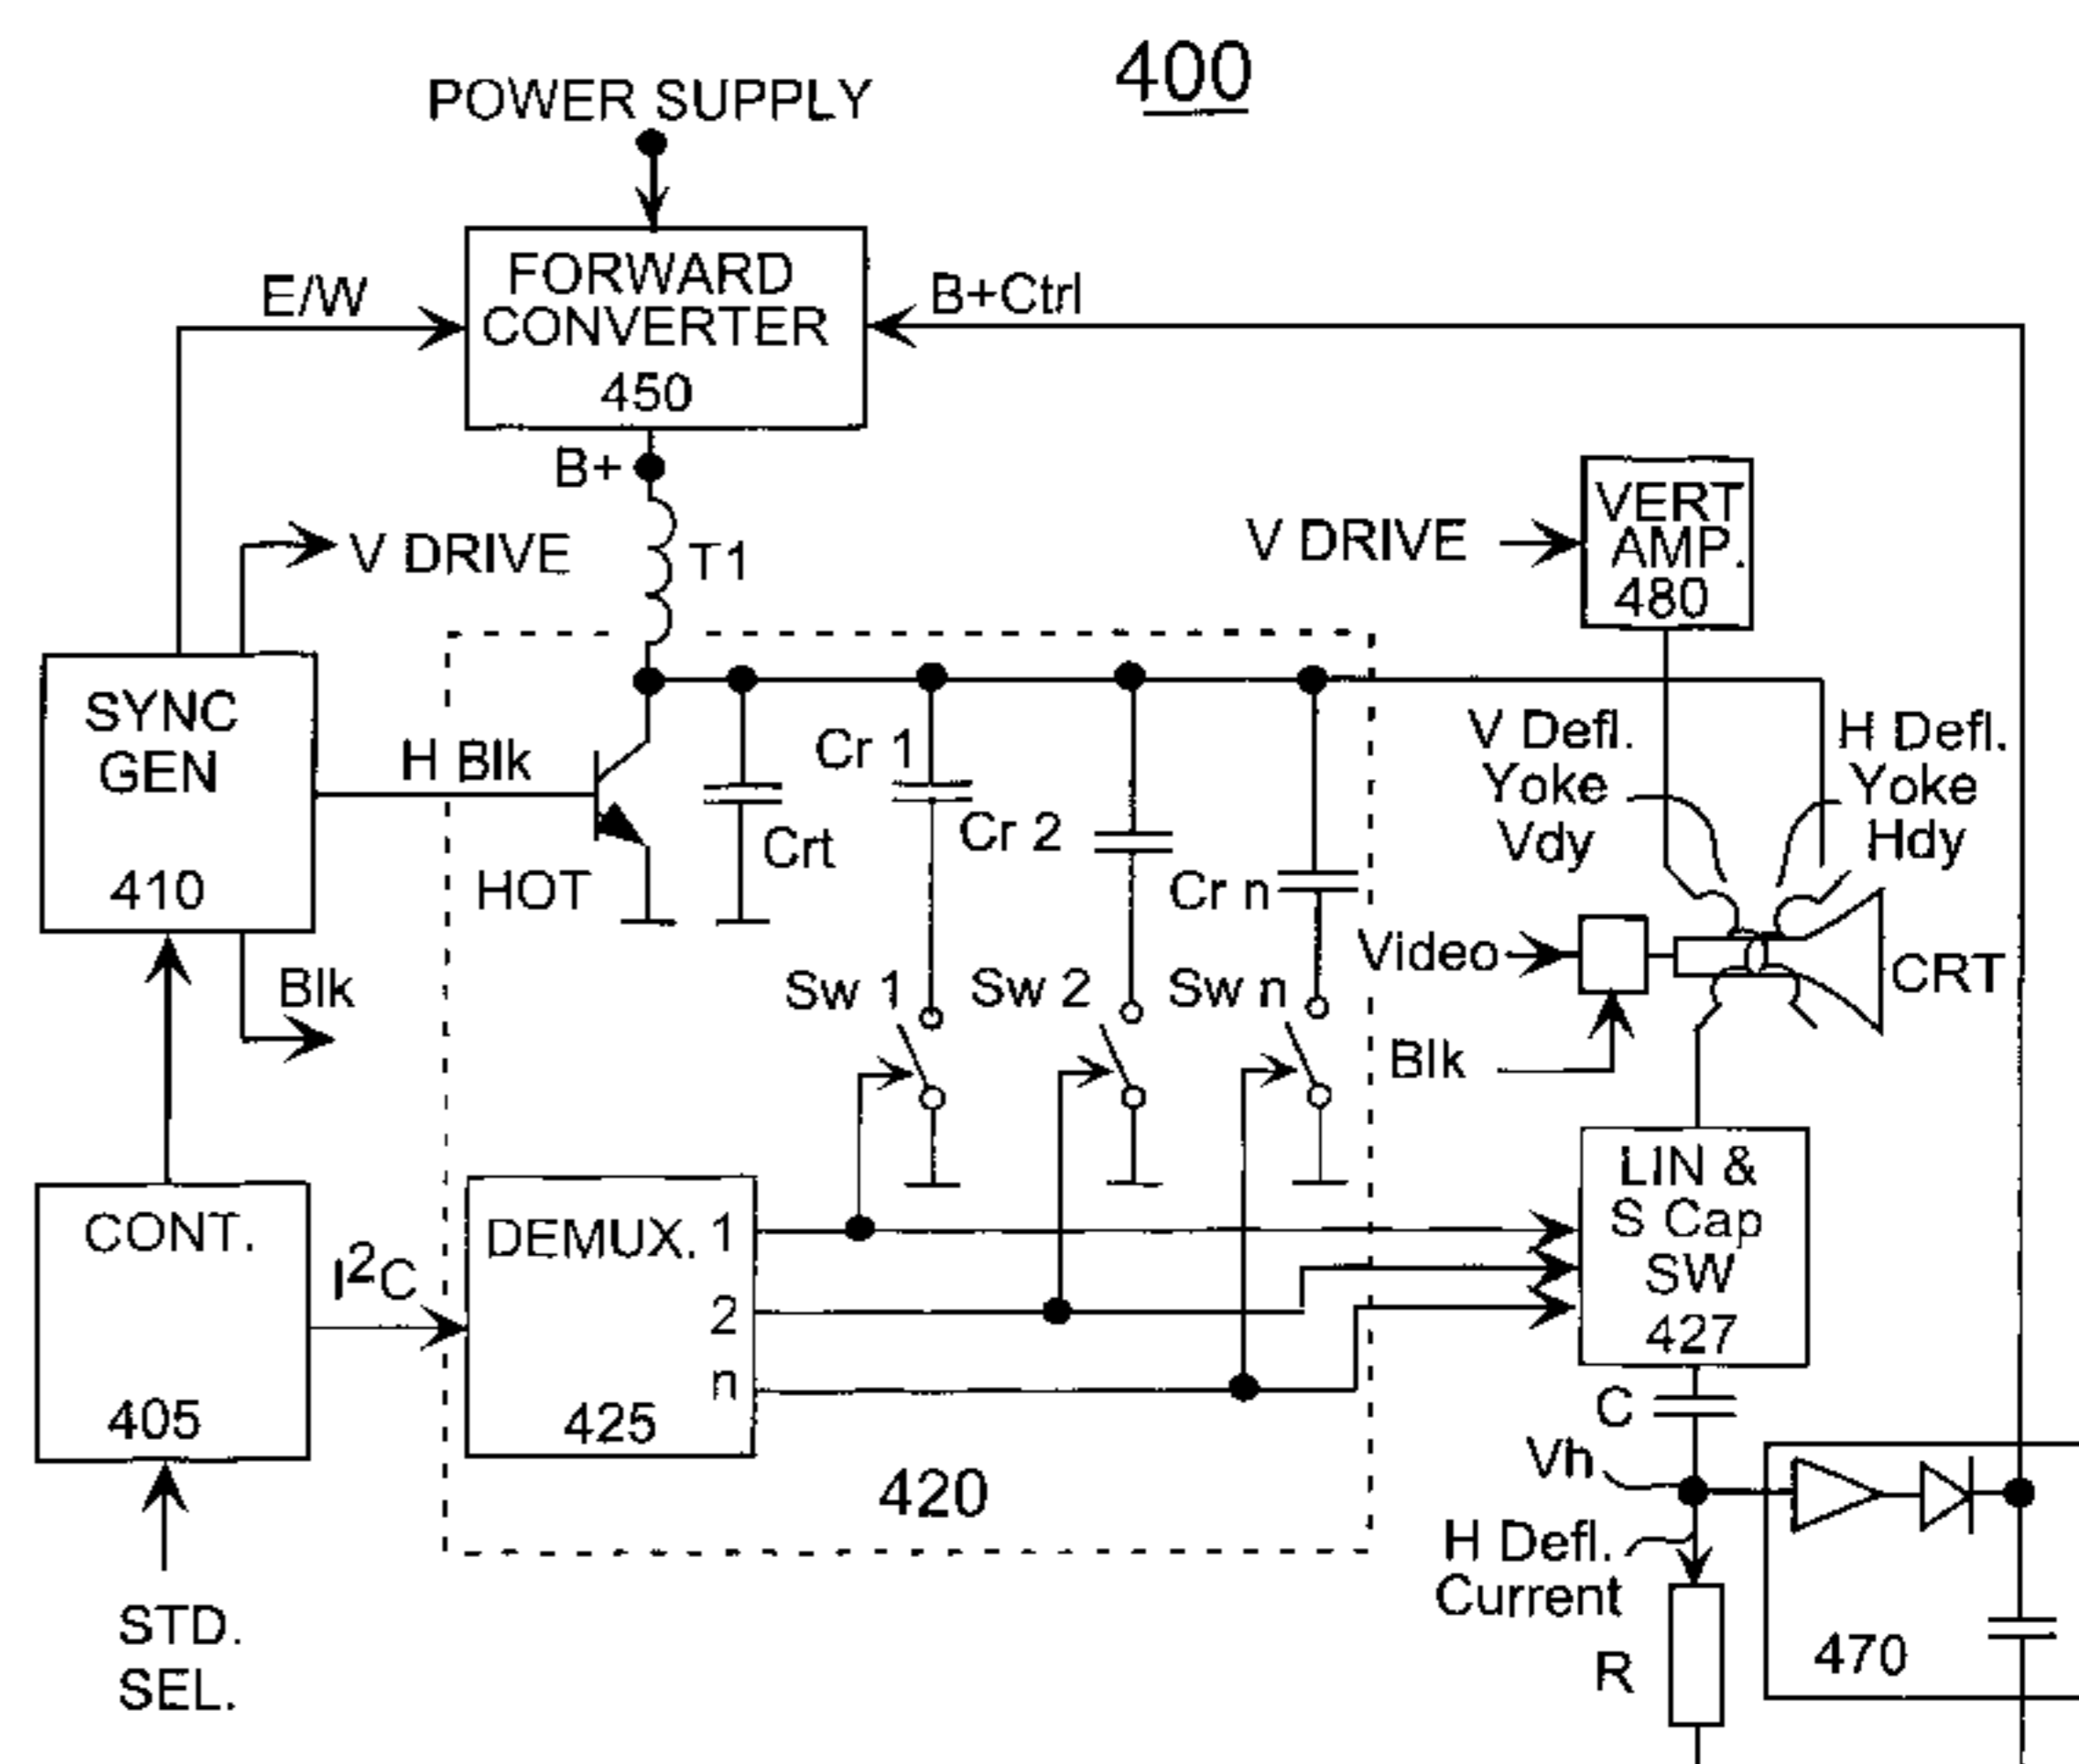 400
POWER SUPPLY
FORWARD
CONVERTER
450
E/W
B+Ctrl
B+
T1
V DRIVE
V DRIVE
VERT
AMP.
480
SYNC
GEN
410
H Blk
HOT
Crt
Cr 1
Cr 2
Cr n
V Defl.
Yoke
Vdy
H Defl.
Yoke
Hdy
Video
CRT
Blk
Blk
Sw 1
Sw 2
Sw n
CONT.
405
I²C
DEMUX.
1
2
n
425
420
LIN &
S Cap
SW
427
C
Vh
H Defl.
Current
R
470
STD.
SEL.